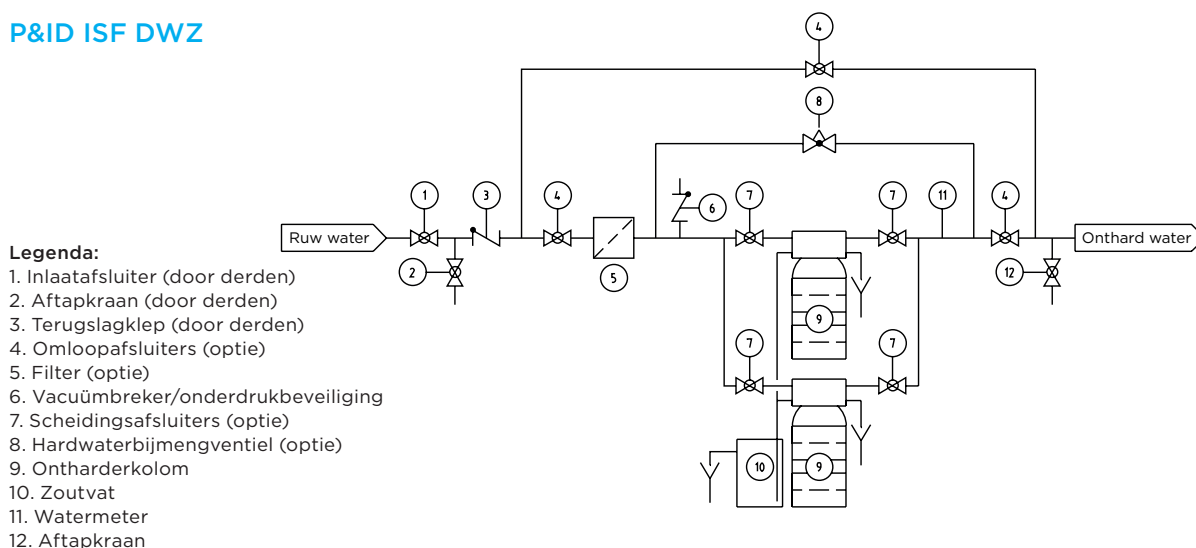 P&ID ISF DWZ
4
8
1
3
4
6
7
7
11
4
Ruw water
Onthard water
2
5
12
9
7
7
10
9
Legenda:
1. Inlaatafsluiter (door derden)
2. Aftapkraan (door derden)
3. Terugslagklep (door derden)
4. Omloopafsluiters (optie)
5. Filter (optie)
6. Vacuümbreker/onderdrukbeveiliging
7. Scheidingsafsluiters (optie)
8. Hardwaterbijmengventiel (optie)
9. Ontharderkolom
10. Zoutvat
11. Watermeter
12. Aftapkraan